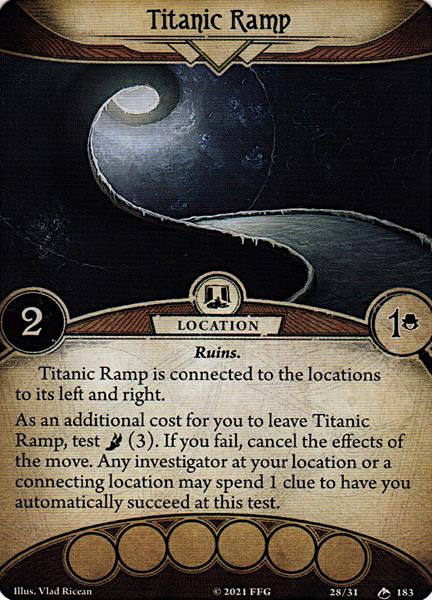 Titanic Ramp
2
1
LOCATION
Ruins.
Titanic Ramp is connected to the locations
to its left and right.
As an additional cost for you to leave Titanic
Ramp, test (3). If you fail, cancel the effects of
the move. Any investigator at your location or a
connecting location may spend 1 clue to have you
automatically succeed at this test.
Illus. Vlad Ricean © 2021 FFG 28/31 183